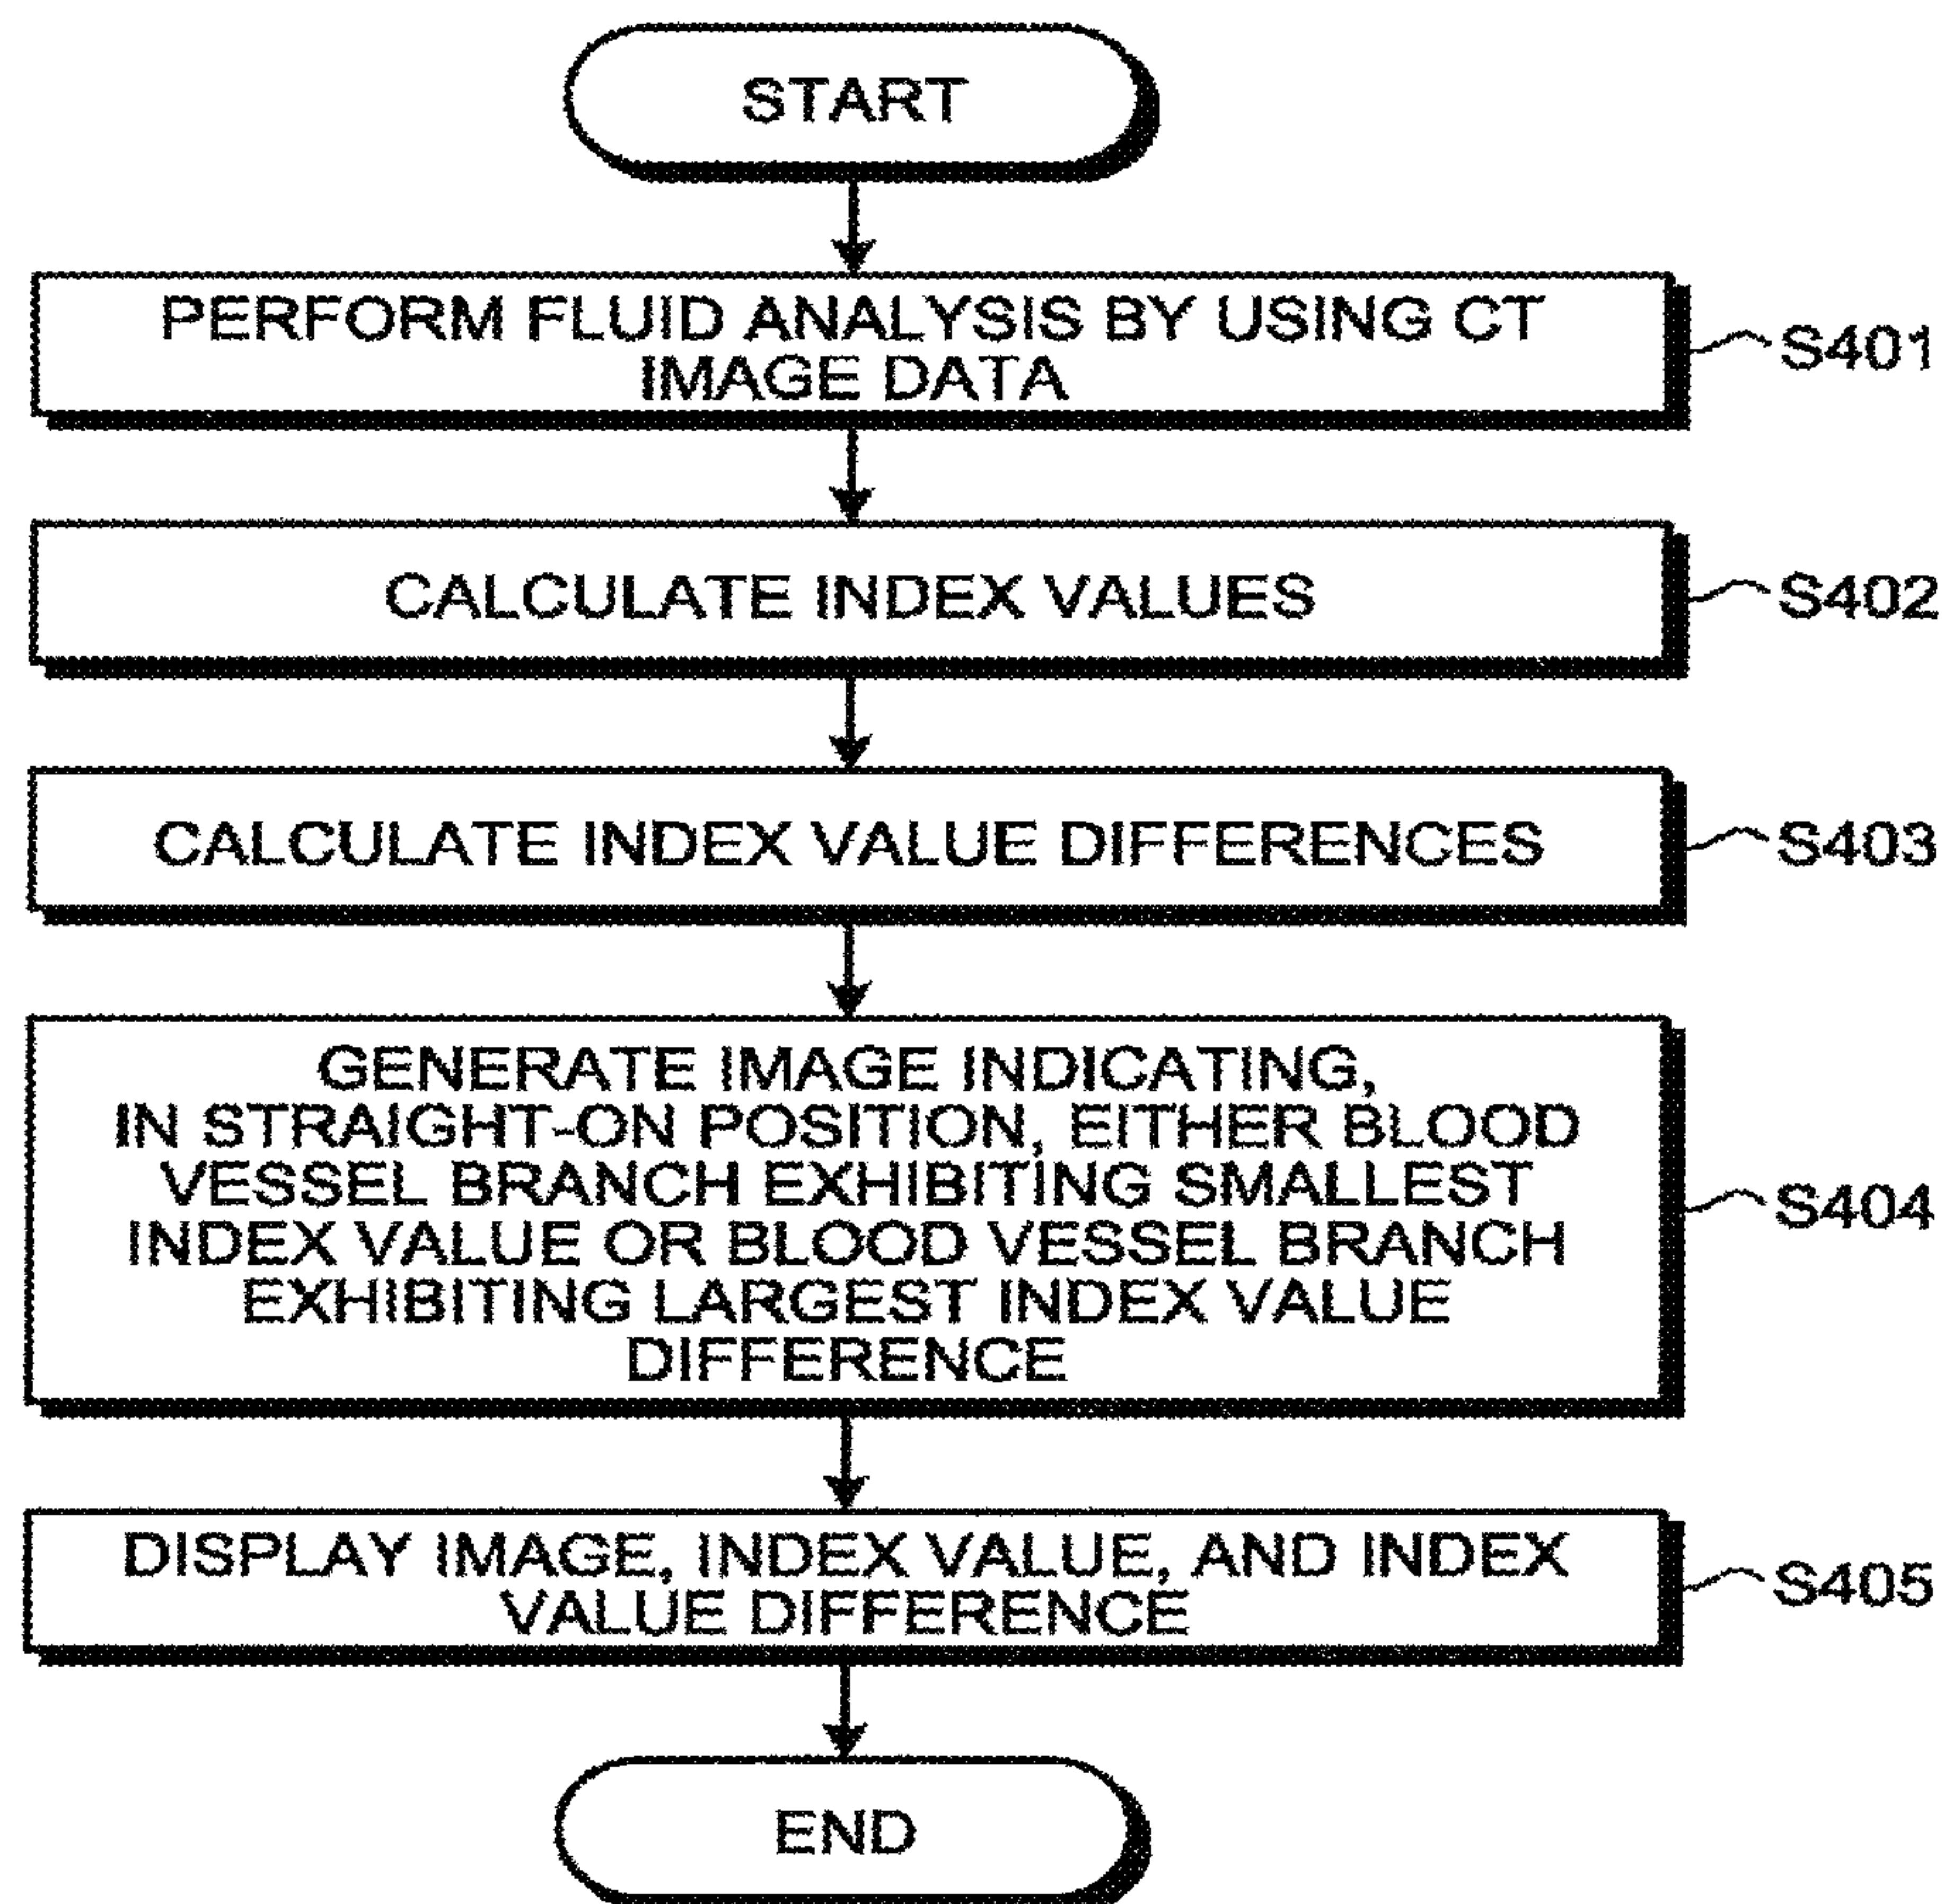 START
PERFORM FLUID ANALYSIS BY USING CT
IMAGE DATA
S401
CALCULATE INDEX VALUES
S402
CALCULATE INDEX VALUE DIFFERENCES
S403
GENERATE IMAGE INDICATING,
IN STRAIGHT-ON POSITION, EITHER BLOOD
VESSEL BRANCH EXHIBITING SMALLEST
INDEX VALUE OR BLOOD VESSEL BRANCH
EXHIBITING LARGEST INDEX VALUE
DIFFERENCE
S404
DISPLAY IMAGE, INDEX VALUE, AND INDEX
VALUE DIFFERENCE
S405
END